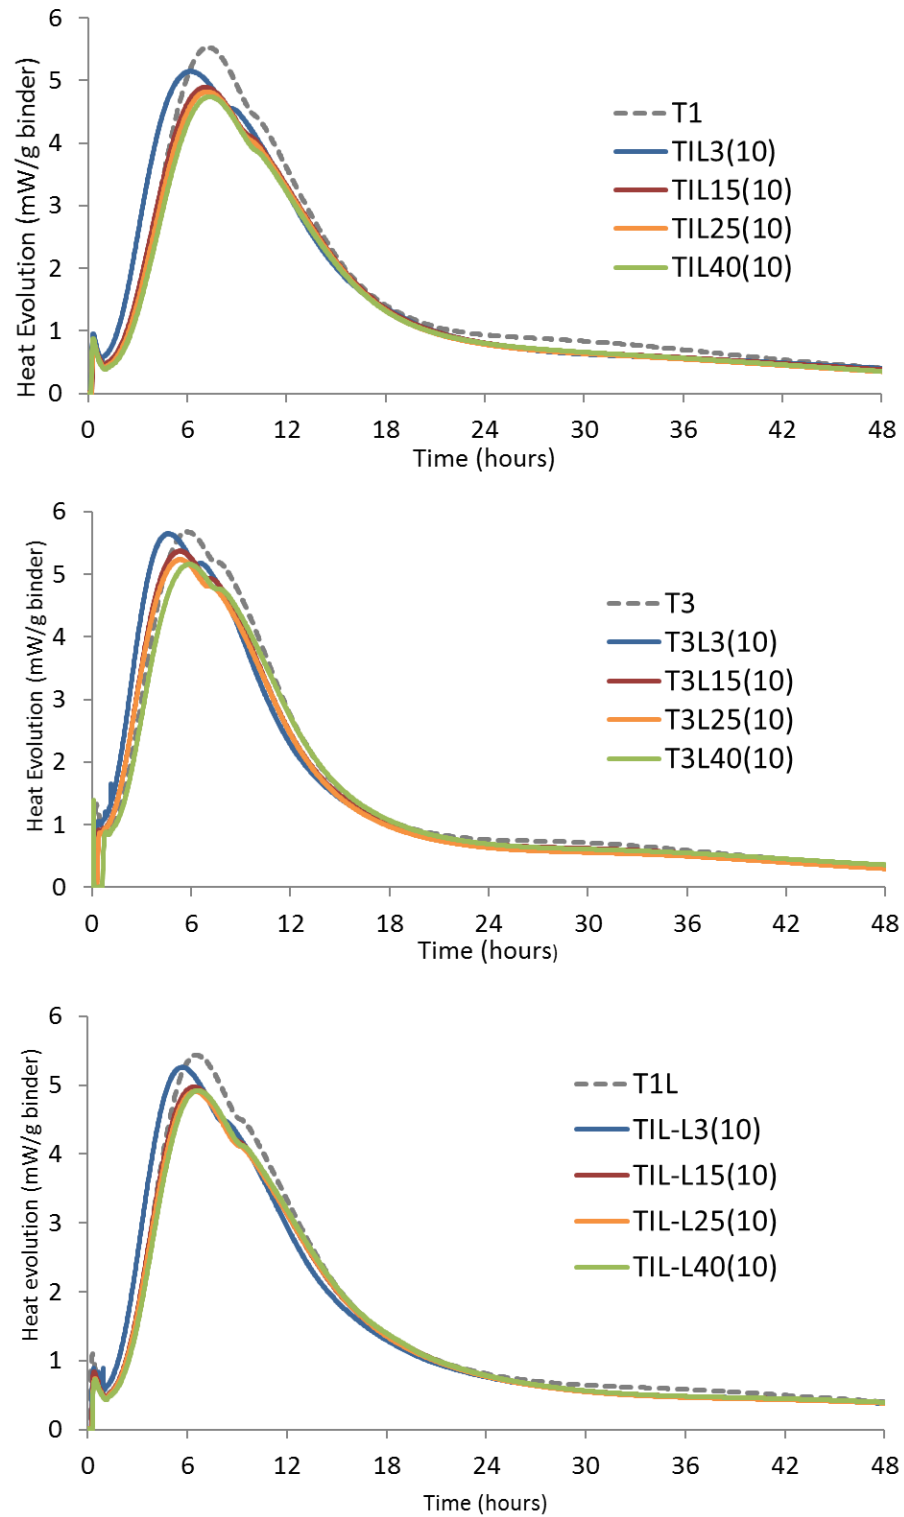 6
5
4
3
2
1
0
Heat Evolution (mW/g binder)
T1
TIL3(10)
TIL15(10)
TIL25(10)
TIL40(10)
0 6 12 18 24 30 36 42 48
Time (hours)
6
5
4
3
2
1
0
Heat Evolution (mW/g binder)
T3
T3L3(10)
T3L15(10)
T3L25(10)
T3L40(10)
0 6 12 18 24 30 36 42 48
Time (hours)
6
5
4
3
2
1
0
Heat evolution (mW/g binder)
T1L
TIL-L3(10)
TIL-L15(10)
TIL-L25(10)
TIL-L40(10)
0 6 12 18 24 30 36 42 48
Time (hours)